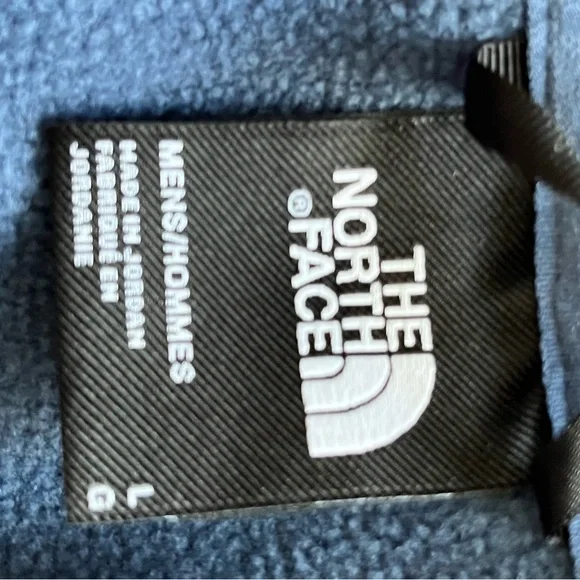 THE
NORTH
FACE
®
MENS/HOMMES
MADE IN JORDAN
FABRIQUÉ EN
JORDANIE
L
G